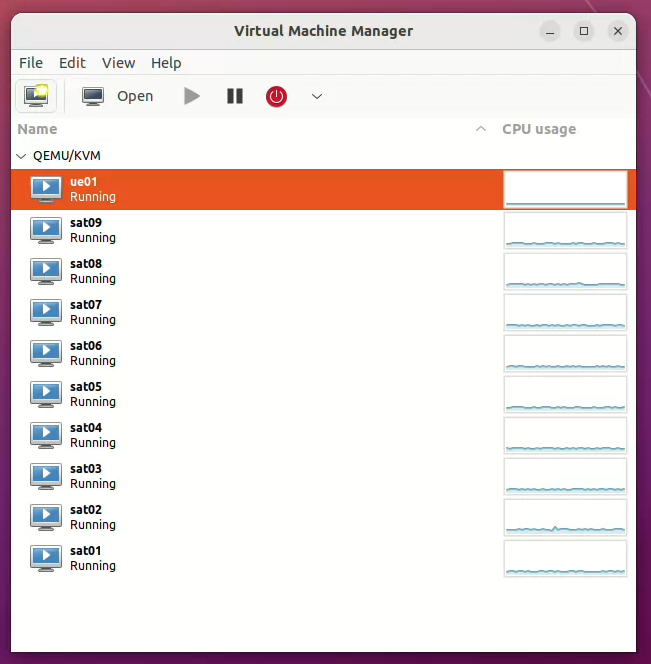 Virtual Machine Manager
File Edit View Help
Open
Name CPU usage
QEMU/KVM
ue01
Running
sat09
Running
sat08
Running
sat07
Running
sat06
Running
sat05
Running
sat04
Running
sat03
Running
sat02
Running
sat01
Running